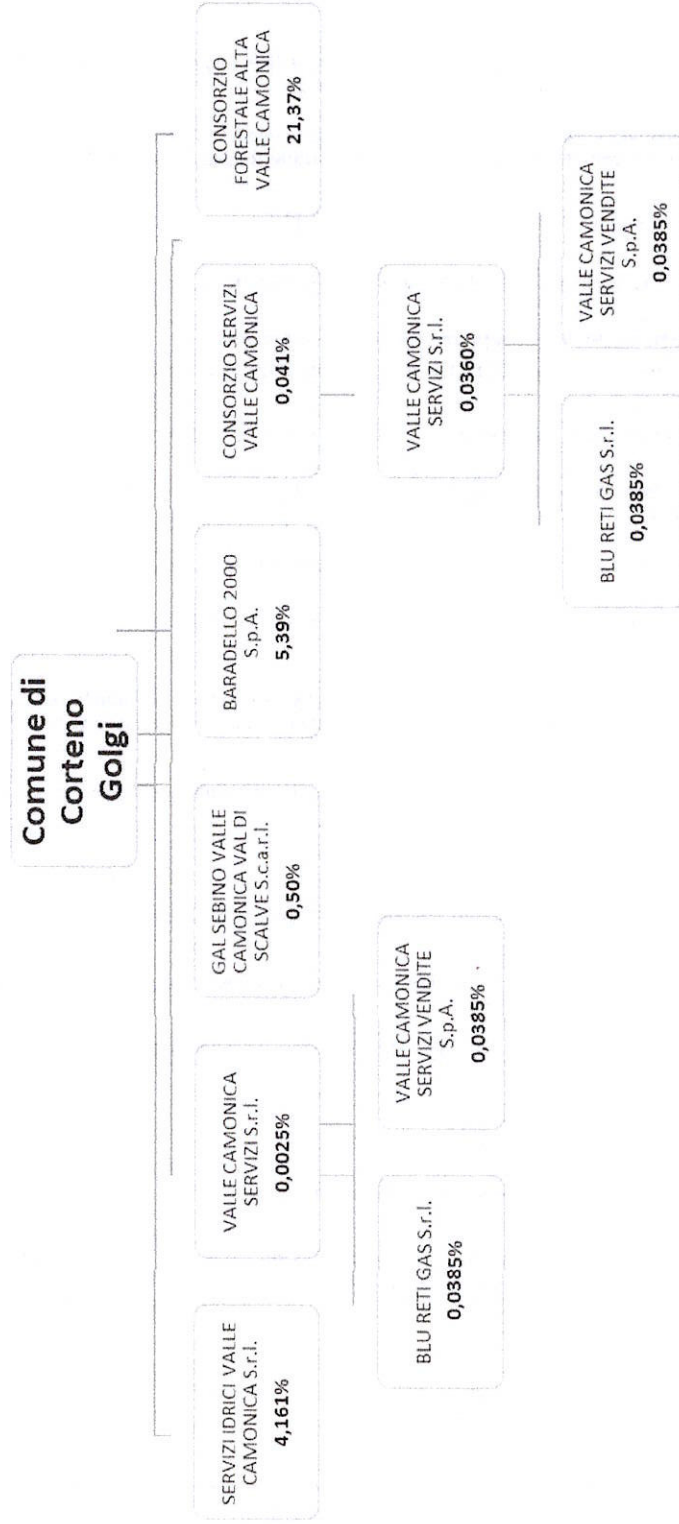 Comune di
Corteno
Golgi
SERVIZI IDRICI VALLE
CAMONICA S.r.l.
4,161%
VALLE CAMONICA
SERVIZI S.r.l.
0,0025%
GAL SEBINO VALLE
CAMONICA VAL DI
SCALVE S.c.a.r.l.
0,50%
BARADELLO 2000
S.p.A.
5,39%
CONSORZIO SERVIZI
VALLE CAMONICA
0,041%
CONSORZIO
FORESTALE ALTA
VALLE CAMONICA
21,37%
BLU RETI GAS S.r.l.
0,0385%
VALLE CAMONICA
SERVIZI VENDITE
S.p.A.
0,0385%
VALLE CAMONICA
SERVIZI S.r.l.
0,0360%
BLU RETI GAS S.r.l.
0,0385%
VALLE CAMONICA
SERVIZI VENDITE
S.p.A.
0,0385%